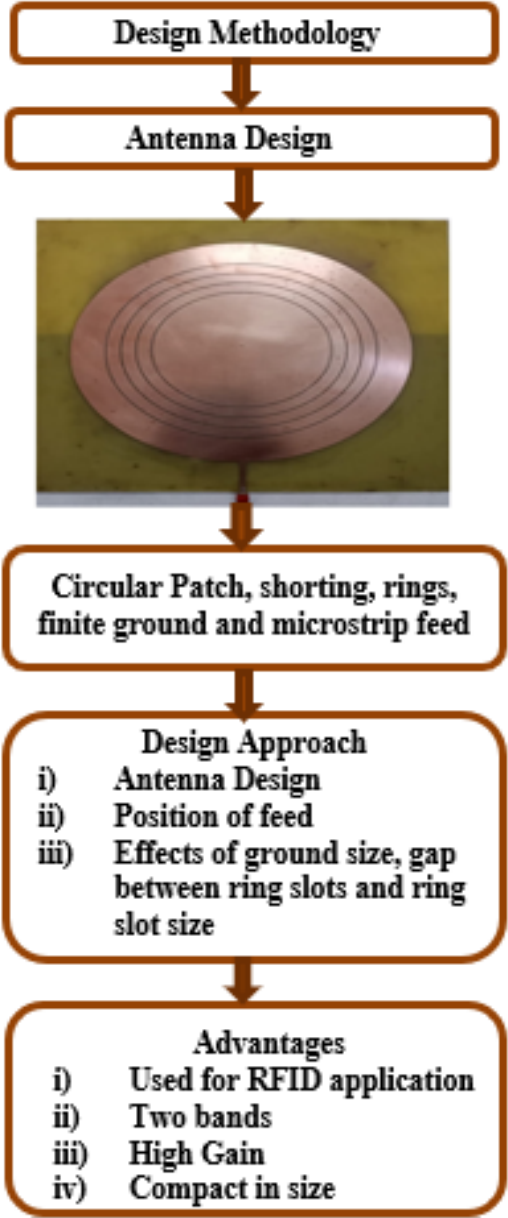 Design Methodology
Antenna Design
Circular Patch, shorting, rings,
finite ground and microstrip feed
Design Approach
i) Antenna Design
ii) Position of feed
iii) Effects of ground size, gap
between ring slots and ring
slot size
Advantages
i) Used for RFID application
ii) Two bands
iii) High Gain
iv) Compact in size